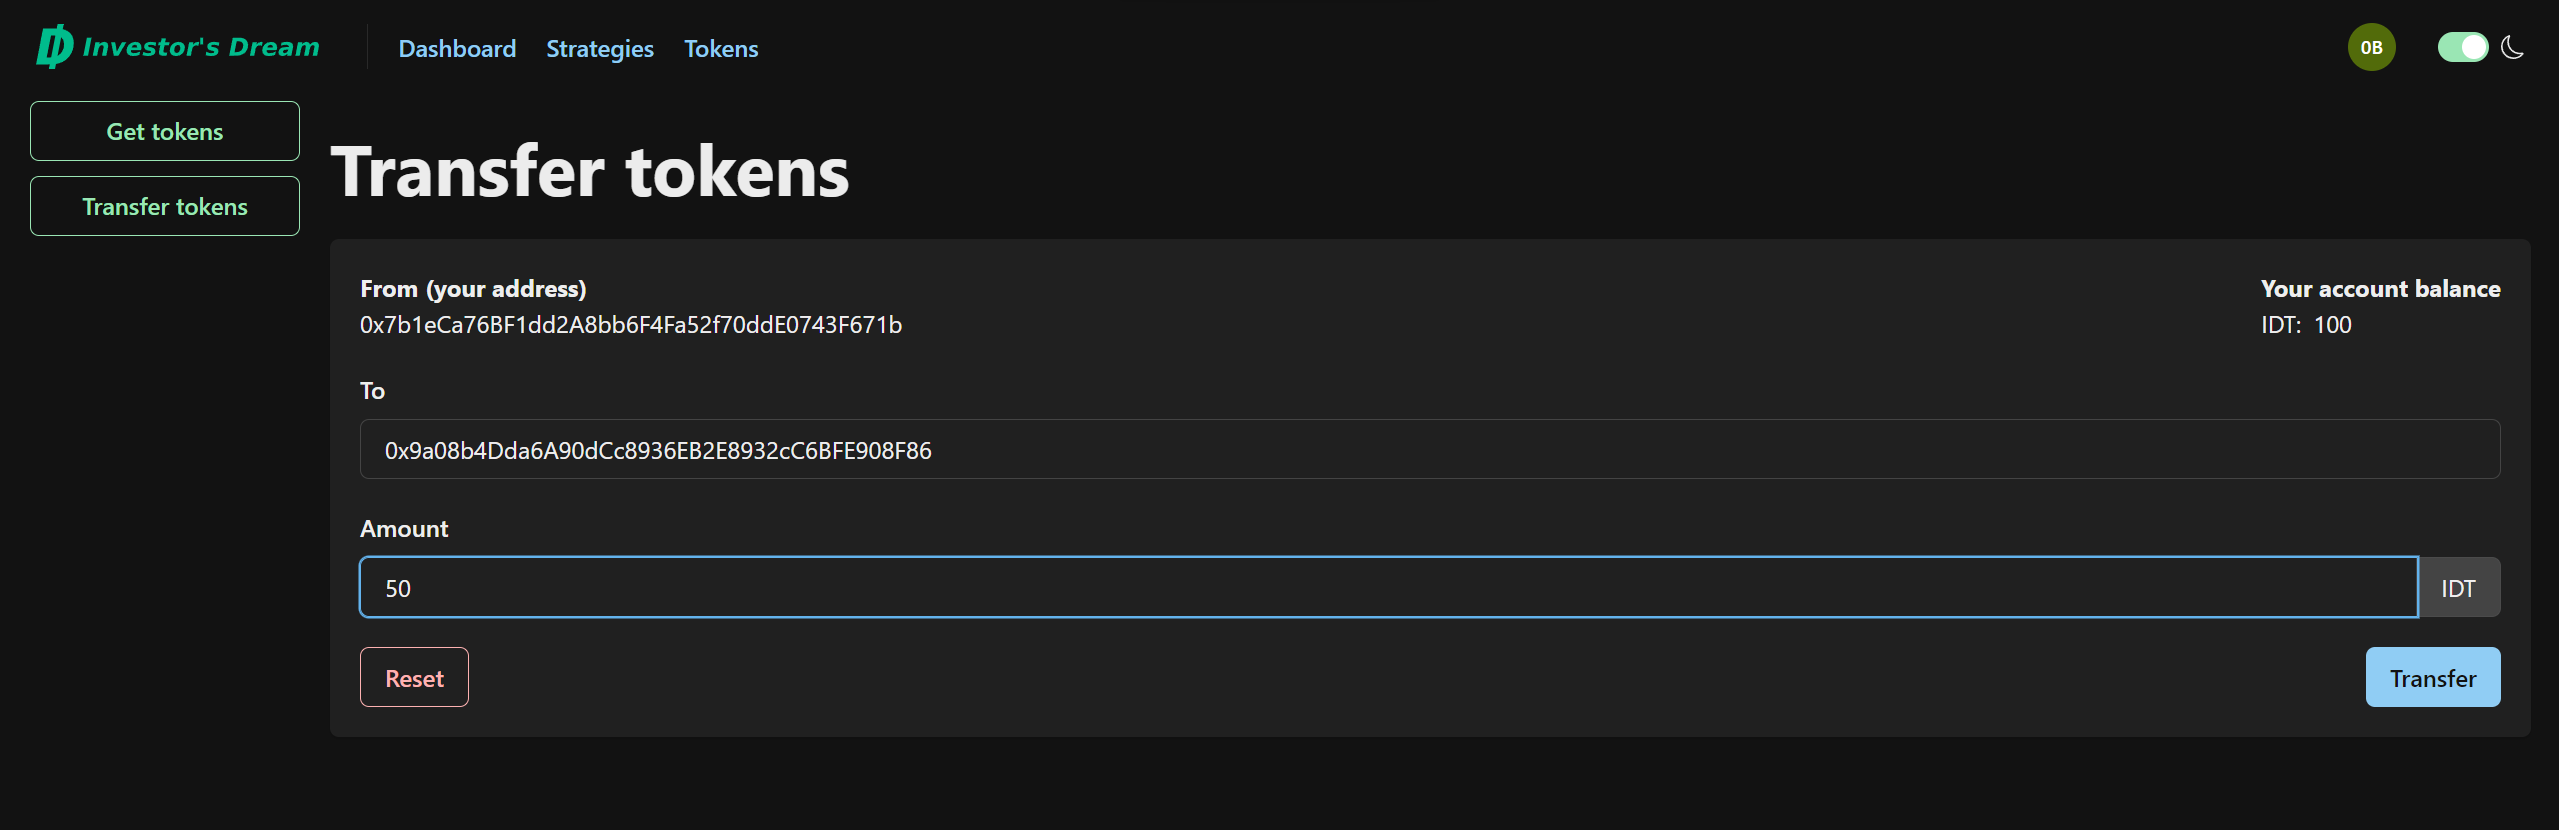 Investor's Dream
Dashboard Strategies Tokens
0B
Get tokens
Transfer tokens
Transfer tokens
From (your address)
0x7b1eCa76BF1dd2A8bb6F4Fa52f70ddE0743F671b
Your account balance
IDT: 100
To
0x9a08b4Dda6A90dCc8936EB2E8932cC6BFE908F86
Amount
50 IDT
Reset
Transfer